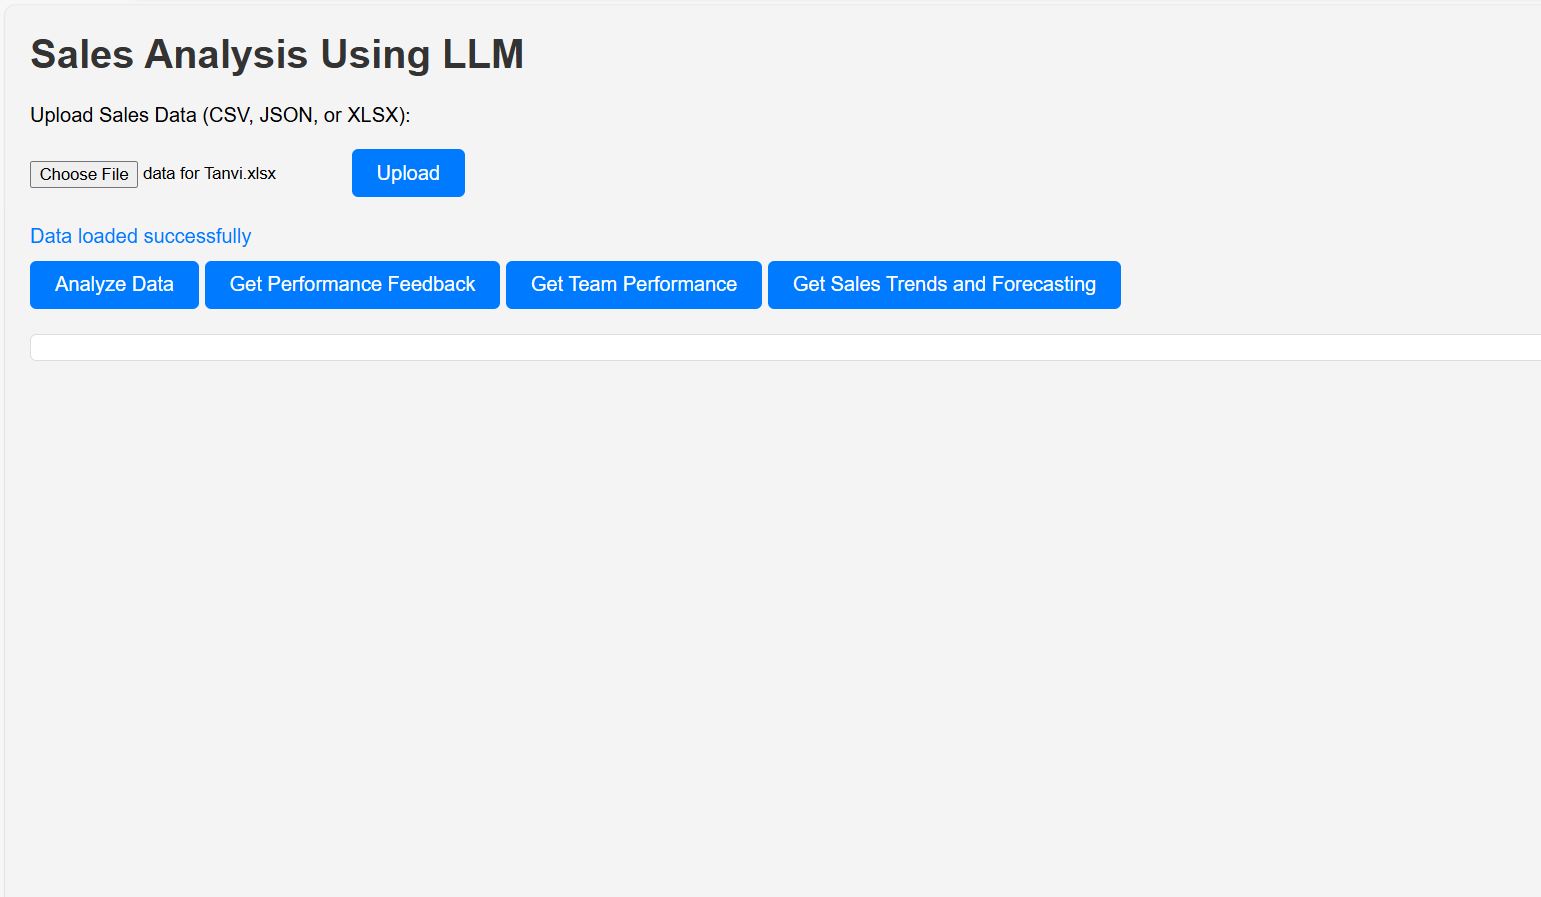 Sales Analysis Using LLM
Upload Sales Data (CSV, JSON, or XLSX):
Choose File data for Tanvi.xlsx Upload
Data loaded successfully
Analyze Data Get Performance Feedback Get Team Performance Get Sales Trends and Forecasting